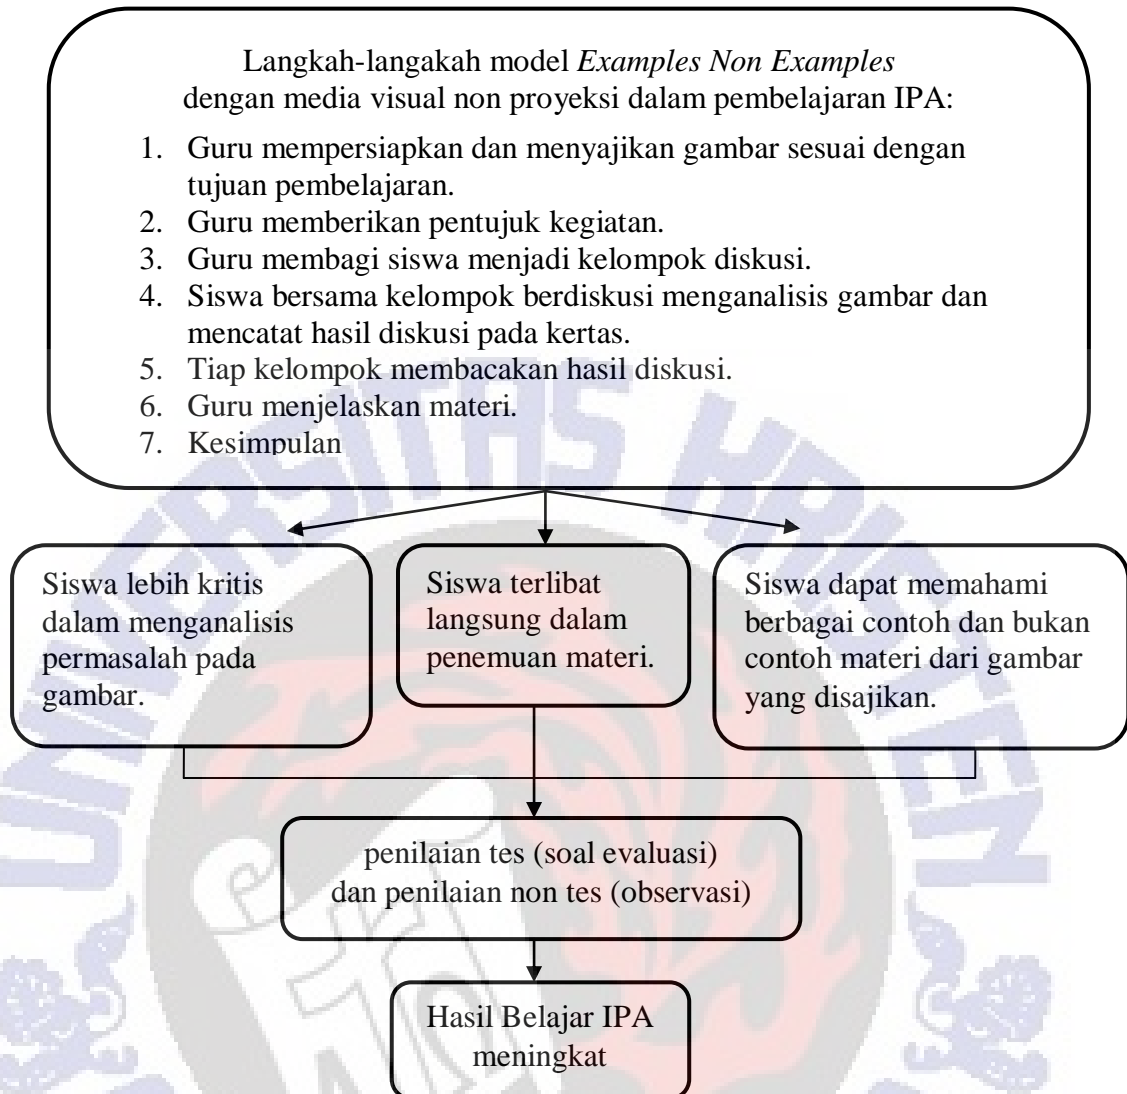 Langkah-langakah model Examples Non Examples
dengan media visual non proyeksi dalam pembelajaran IPA:
1. Guru mempersiapkan dan menyajikan gambar sesuai dengan
tujuan pembelajaran.
2. Guru memberikan pentujuk kegiatan.
3. Guru membagi siswa menjadi kelompok diskusi.
4. Siswa bersama kelompok berdiskusi menganalisis gambar dan
mencatat hasil diskusi pada kertas.
5. Tiap kelompok membacakan hasil diskusi.
6. Guru menjelaskan materi.
7. Kesimpulan
Siswa lebih kritis
dalam menganalisis
permasalah pada
gambar.
Siswa terlibat
langsung dalam
penemuan materi.
Siswa dapat memahami
berbagai contoh dan bukan
contoh materi dari gambar
yang disajikan.
penilaian tes (soal evaluasi)
dan penilaian non tes (observasi)
Hasil Belajar IPA
meningkat
UNIVERSITAS KRISTEN